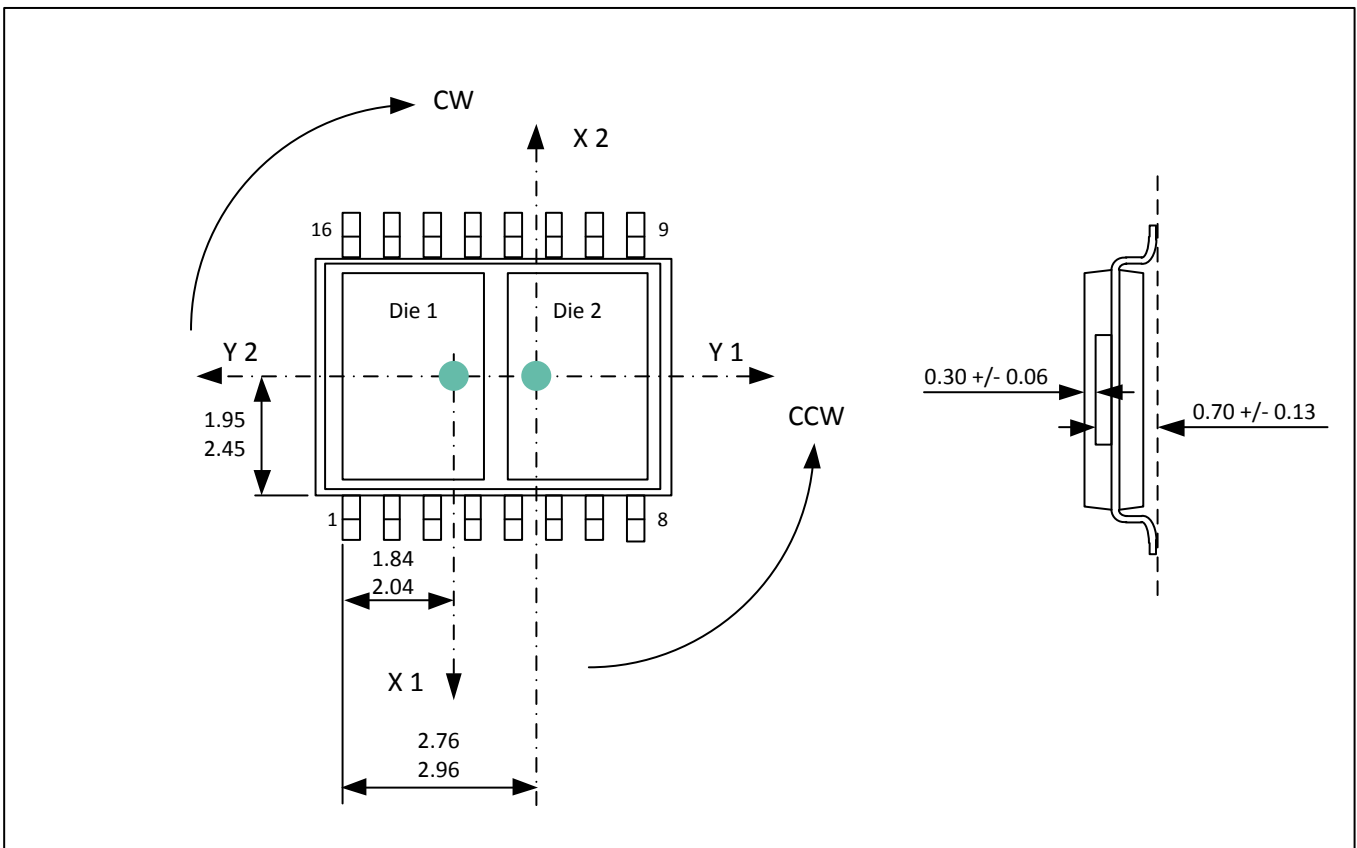 CW
X 2
16
9
Die 1
Die 2
Y 2
Y 1
0.30 +/- 0.06
0.70 +/- 0.13
CCW
1.95
2.45
1
8
1.84
2.04
X 1
2.76
2.96